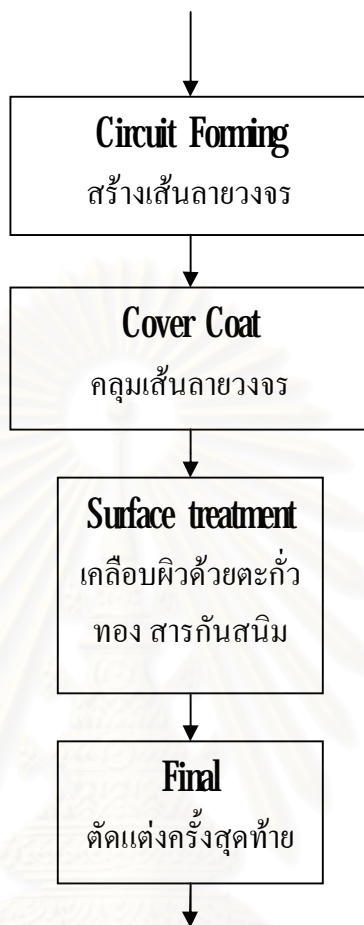 Circuit Forming
สร้างเส้นลายวงจร
Cover Coat
คลุมเส้นลายวงจร
Surface treatment
เคลือบผิวด้วยตะกั่ว
ทอง สารกันสนิม
Final
ตัดแต่งครั้งสุดท้าย